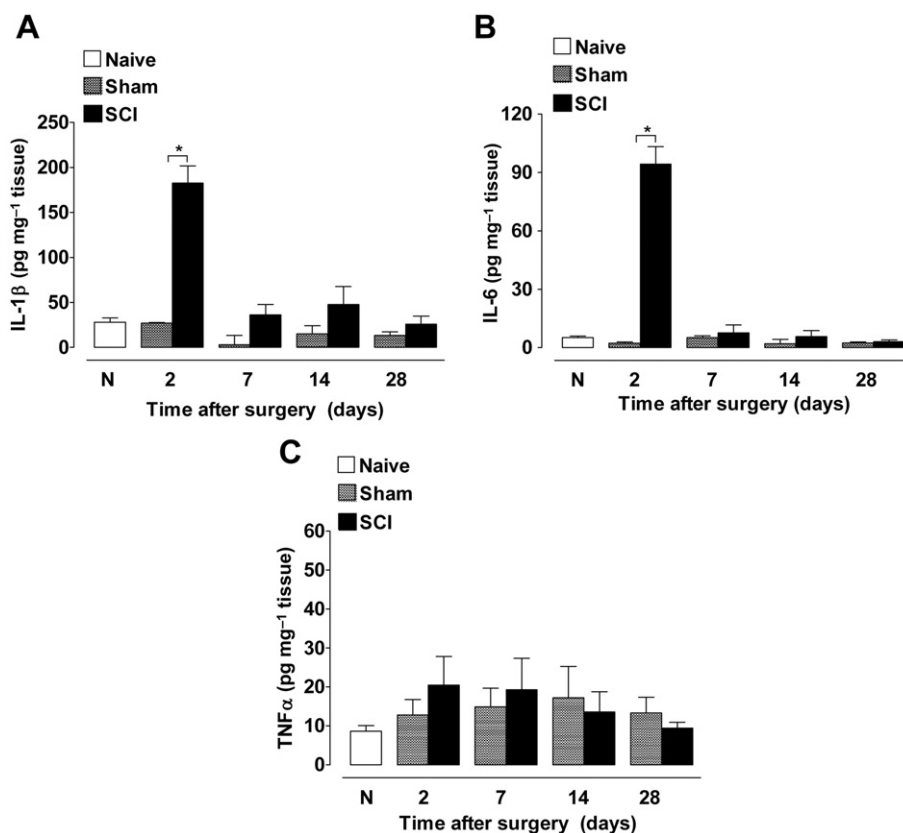 A
Naive
Sham
SCI
IL-1β (pg mg⁻¹ tissue)
250
200
150
100
50
0
*
N 2 7 14 28
Time after surgery (days)
B
Naive
Sham
SCI
IL-6 (pg mg⁻¹ tissue)
120
90
60
30
0
*
N 2 7 14 28
Time after surgery (days)
C
Naive
Sham
SCI
TNFα (pg mg⁻¹ tissue)
60
50
40
30
20
10
0
N 2 7 14 28
Time after surgery (days)